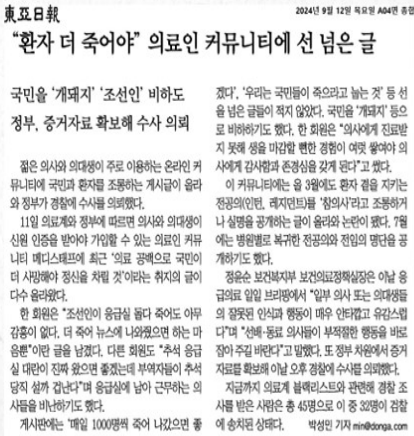 東亞日報
2024년 9월 12일 목요일 A04면 종합
“환자 더 죽어야” 의료인 커뮤니티에 선 넘은 글
국민을 ‘개돼지’ ‘조선인’ 비하도
정부, 증거자료 확보해 수사 의뢰
젊은 의사와 의대생이 주로 이용하는 온라인 커
뮤니티에 국민과 환자를 조롱하는 게시글이 올라
와 정부가 경찰에 수사를 의뢰했다.
11일 의료계와 정부에 따르면 의사와 의대생이
신원 인증을 받아야 가입할 수 있는 의료인 커뮤
니티 메디스태프에 최근 ‘의료 공백으로 국민이
더 사망해야 정신을 차릴 것’이라는 취지의 글이
다수 올라왔다.
한 회원은 “조선인이 응급실 돌다 죽어도 아무
감흥이 없다. 더 죽어 뉴스에 나와줬으면 하는 마
음뿐”이란 글을 남겼다. 다른 회원도 “추석 응급
실 대란이 진짜 왔으면 좋겠는데 부역자들이 추석
당직 설까 겁난다”며 응급실에 남아 근무하는 의
사들을 비난하기도 했다.
게시판에는 ‘매일 1000명씩 죽어 나갔으면 좋
겠다’, ‘우리는 국민들이 죽으라고 눕는 것’ 등 선
을 넘은 글들이 적지 않았다. 국민을 ‘개돼지’ 등으
로 비하하기도 했다. 한 회원은 “의사에게 진료받
지 못해 생을 마감할 뻔한 경험이 여럿 쌓여야 의
사에게 감사함과 존경심을 갖게 된다”고 썼다.
이 커뮤니티에는 올 3월에도 환자 곁을 지키는
전공의(인턴, 레지던트)를 ‘참의사’라고 조롱하거
나 실명을 공개하는 글이 올라와 논란이 됐다. 7월
에는 병원별로 복귀한 전공의와 전임의 명단을 공
개하기도 했다.
정윤순 보건복지부 보건의료정책실장은 이날 응
급의료 일일 브리핑에서 “일부 의사 또는 의대생들
의 잘못된 인식과 행동이 매우 안타깝고 유감스럽
다”며 “선배·동료 의사들이 부적절한 행동을 바로
잡아 주길 바란다”고 말했다. 또 정부 차원에서 증거
자료를 확보해 이날 오후 경찰에 수사를 의뢰했다.
지금까지 의료계 블랙리스트와 관련해 경찰 조
사를 받은 사람은 총 45명으로 이 중 32명이 검찰
에 송치된 상태다.
박성민 기자 min@donga.com